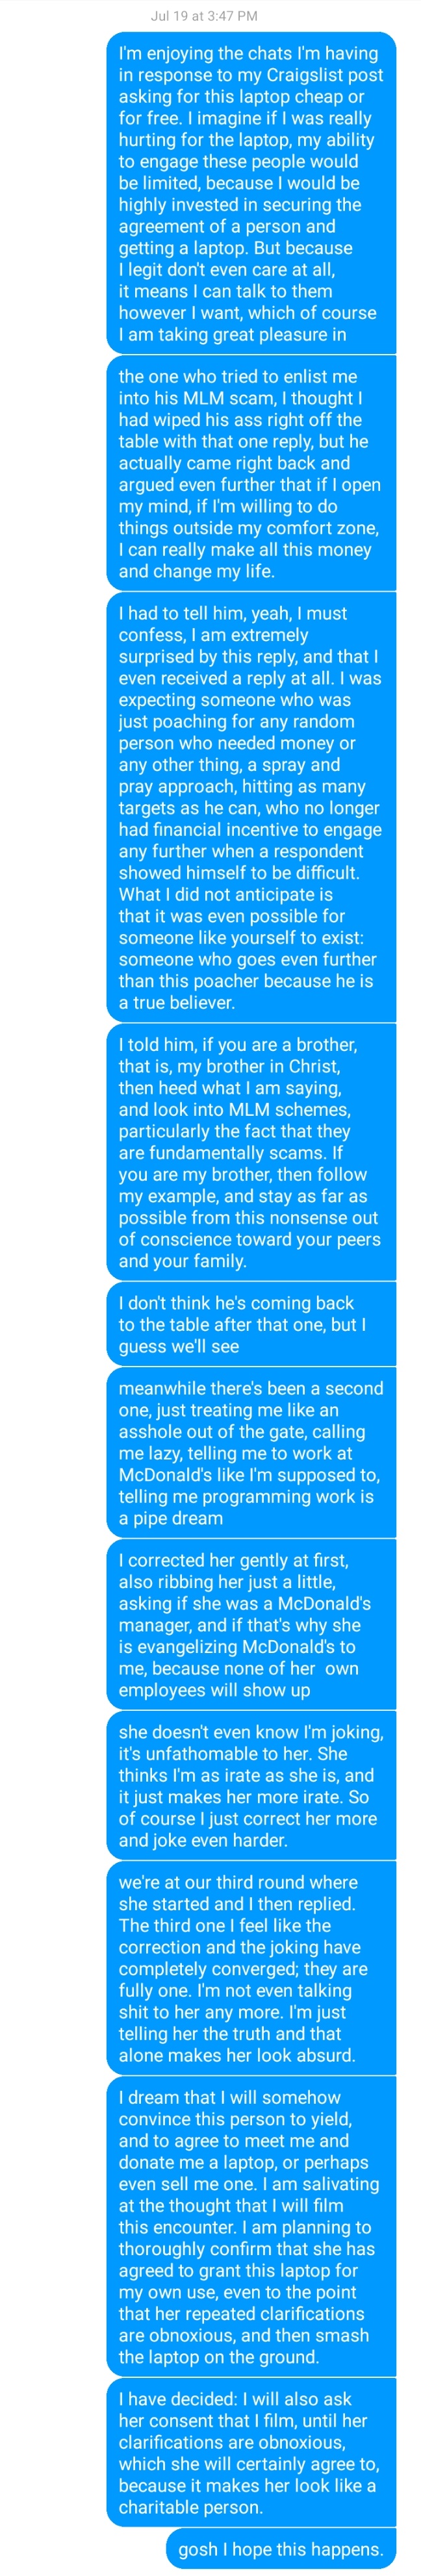 Jul 19 at 3:47 PM
I'm enjoying the chats I'm having
in response to my Craigslist post
asking for this laptop cheap or
for free. I imagine if I was really
hurting for the laptop, my ability
to engage these people would
be limited, because I would be
highly invested in securing the
agreement of a person and
getting a laptop. But because
I legit don't even care at all,
it means I can talk to them
however I want, which of course
I am taking great pleasure in
the one who tried to enlist me
into his MLM scam, I thought I
had wiped his ass right off the
table with that one reply, but he
actually came right back and
argued even further that if I open
my mind, if I'm willing to do
things outside my comfort zone,
I can really make all this money
and change my life.
I had to tell him, yeah, I must
confess, I am extremely
surprised by this reply, and that I
even received a reply at all. I was
expecting someone who was
just poaching for any random
person who needed money or
any other thing, a spray and
pray approach, hitting as many
targets as he can, who no longer
had financial incentive to engage
any further when a respondent
showed himself to be difficult.
What I did not anticipate is
that it was even possible for
someone like yourself to exist:
someone who goes even further
than this poacher because he is
a true believer.
I told him, if you are a brother,
that is, my brother in Christ,
then heed what I am saying,
and look into MLM schemes,
particularly the fact that they
are fundamentally scams. If
you are my brother, then follow
my example, and stay as far as
possible from this nonsense out
of conscience toward your peers
and your family.
I don't think he's coming back
to the table after that one, but I
guess we'll see
meanwhile there's been a second
one, just treating me like an
asshole out of the gate, calling
me lazy, telling me to work at
McDonald's like I'm supposed to,
telling me programming work is
a pipe dream
I corrected her gently at first,
also ribbing her just a little,
asking if she was a McDonald's
manager, and if that's why she
is evangelizing McDonald's to
me, because none of her  own
employees will show up
she doesn't even know I'm joking,
it's unfathomable to her. She
thinks I'm as irate as she is, and
it just makes her more irate. So
of course I just correct her more
and joke even harder.
we're at our third round where
she started and I then replied.
The third one I feel like the
correction and the joking have
completely converged; they are
fully one. I'm not even talking
shit to her any more. I'm just
telling her the truth and that
alone makes her look absurd.
I dream that I will somehow
convince this person to yield,
and to agree to meet me and
donate me a laptop, or perhaps
even sell me one. I am salivating
at the thought that I will film
this encounter. I am planning to
thoroughly confirm that she has
agreed to grant this laptop for
my own use, even to the point
that her repeated clarifications
are obnoxious, and then smash
the laptop on the ground.
I have decided: I will also ask
her consent that I film, until her
clarifications are obnoxious,
which she will certainly agree to,
because it makes her look like a
charitable person.
gosh I hope this happens.